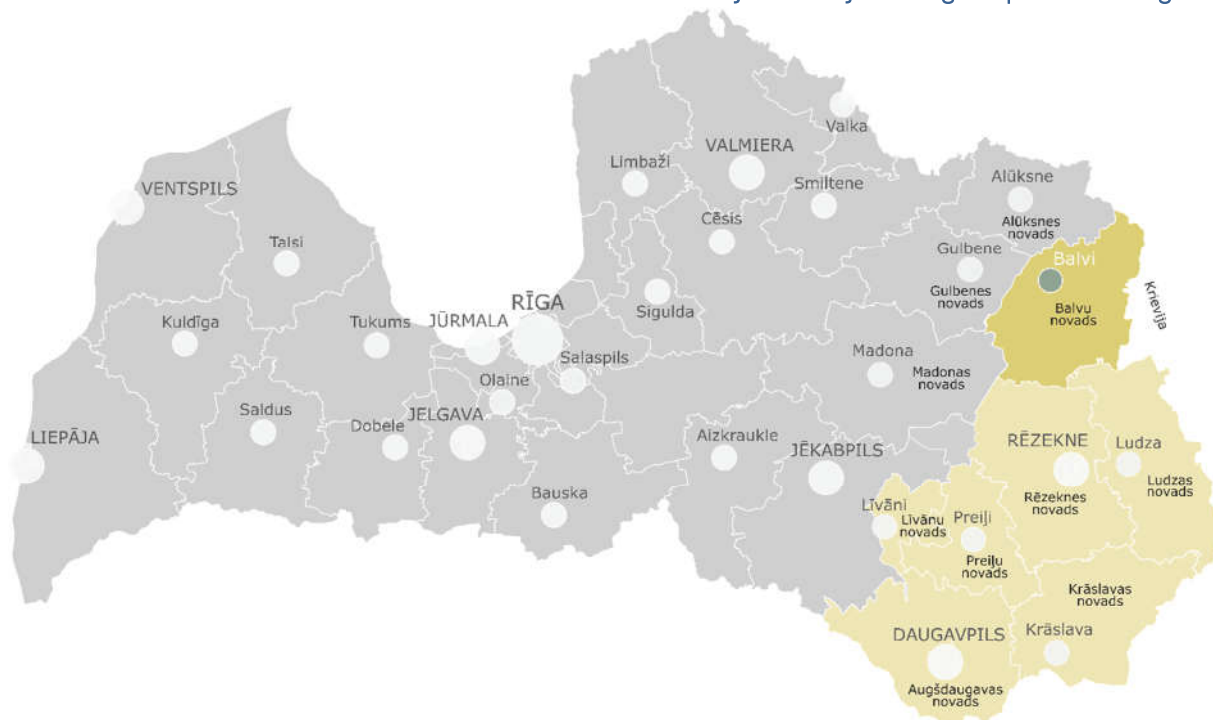 Valka
VALMIERA
Limbaži
Alūksne
Smiltene
VENTSPILS
Alūksnes
novads
Cēsis
Talsi
Gulbene
Balvi
Gulbenes
novads
Krievija
RĪGA
Sigulda
Balvu
novads
Kuldīga
Tukums
JŪRMALA
Salaspils
Madona
Madonas
novads
Olaine
Saldus
JELGAVA
Dobele
LIEPĀJA
Aizkraukle
JĒKABPILS
RĒZEKNE
Ludza
Ludzas
novads
Bauska
Rēzeknes
novads
Līvāni
Līvānu
novads
Preiļi
Preiļu
novads
Krāslavas
novads
DAUGAVPILS
Krāslava
Augšdaugavas
novads